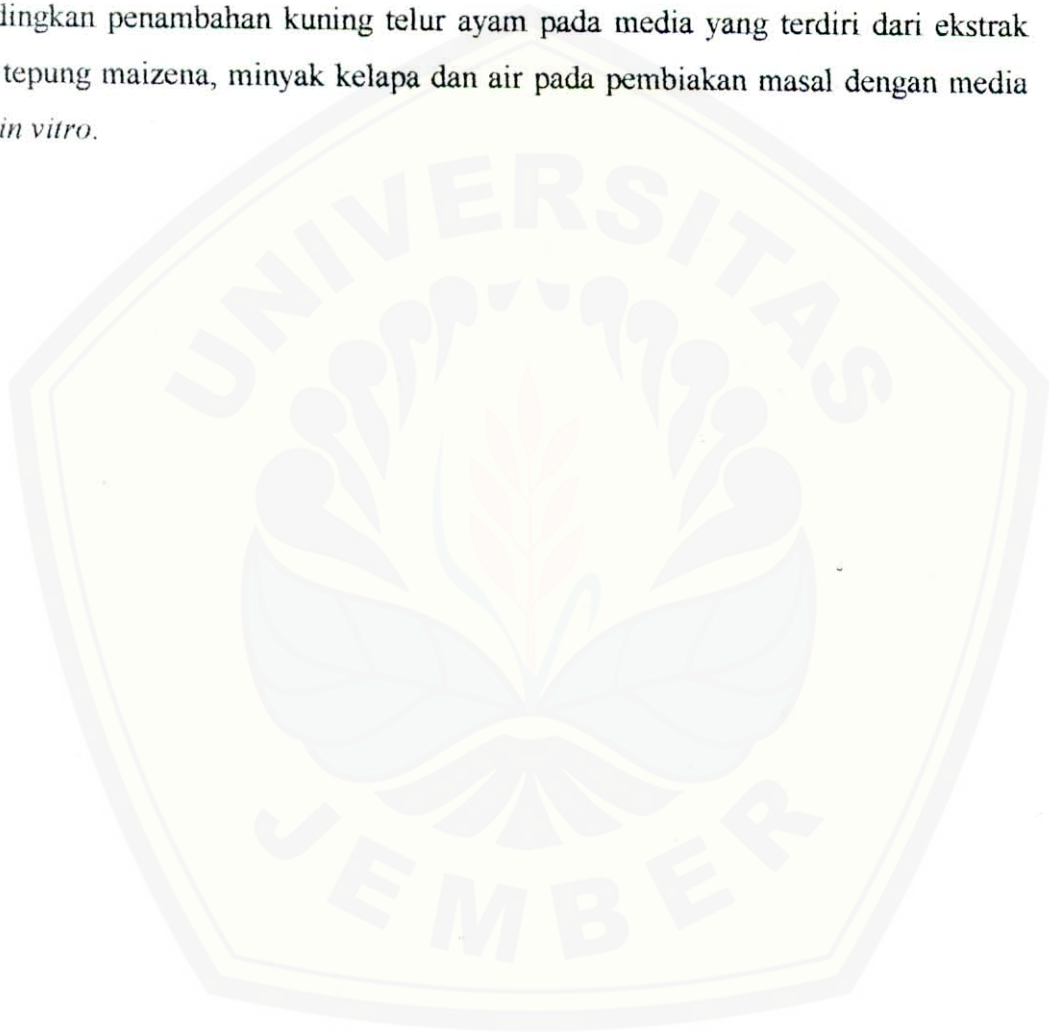 dingkan penambahan kuning telur ayam pada media yang terdiri dari ekstrak
tepung maizena, minyak kelapa dan air pada pembiakan masal dengan media
in vitro.
UNIVERSITAS
JEMBER